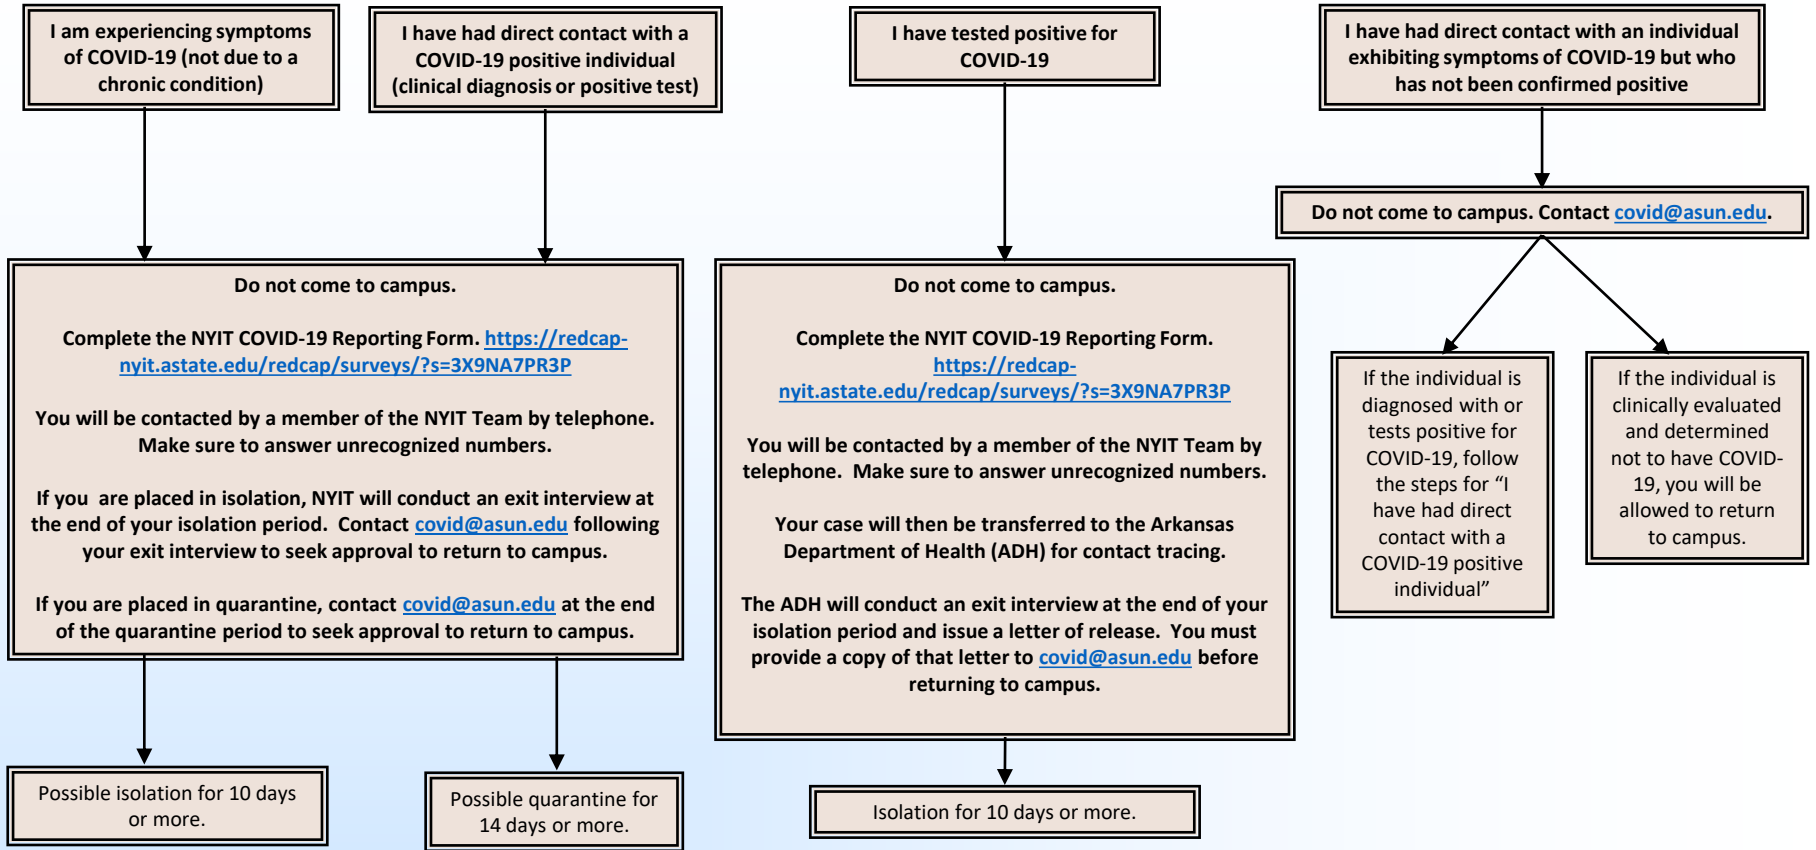 I am experiencing symptoms
of COVID-19 (not due to a
chronic condition)
I have had direct contact with a
COVID-19 positive individual
(clinical diagnosis or positive test)
I have tested positive for
COVID-19
I have had direct contact with an individual
exhibiting symptoms of COVID-19 but who
has not been confirmed positive
Do not come to campus. Contact covid@asun.edu.
Do not come to campus.
Complete the NYIT COVID-19 Reporting Form. https://redcap-
nyit.astate.edu/redcap/surveys/?s=3X9NA7PR3P
You will be contacted by a member of the NYIT Team by telephone.
Make sure to answer unrecognized numbers.
If you  are placed in isolation, NYIT will conduct an exit interview at
the end of your isolation period.  Contact covid@asun.edu following
your exit interview to seek approval to return to campus.
If you are placed in quarantine, contact covid@asun.edu at the end
of the quarantine period to seek approval to return to campus.
Do not come to campus.
Complete the NYIT COVID-19 Reporting Form.
https://redcap-
nyit.astate.edu/redcap/surveys/?s=3X9NA7PR3P
You will be contacted by a member of the NYIT Team by
telephone.  Make sure to answer unrecognized numbers.
Your case will then be transferred to the Arkansas
Department of Health (ADH) for contact tracing.
The ADH will conduct an exit interview at the end of your
isolation period and issue a letter of release.  You must
provide a copy of that letter to covid@asun.edu before
returning to campus.
If the individual is
diagnosed with or
tests positive for
COVID-19, follow
the steps for “I
have had direct
contact with a
COVID-19 positive
individual”
If the individual is
clinically evaluated
and determined
not to have COVID-
19, you will be
allowed to return
to campus.
Possible isolation for 10 days
or more.
Possible quarantine for
14 days or more.
Isolation for 10 days or more.